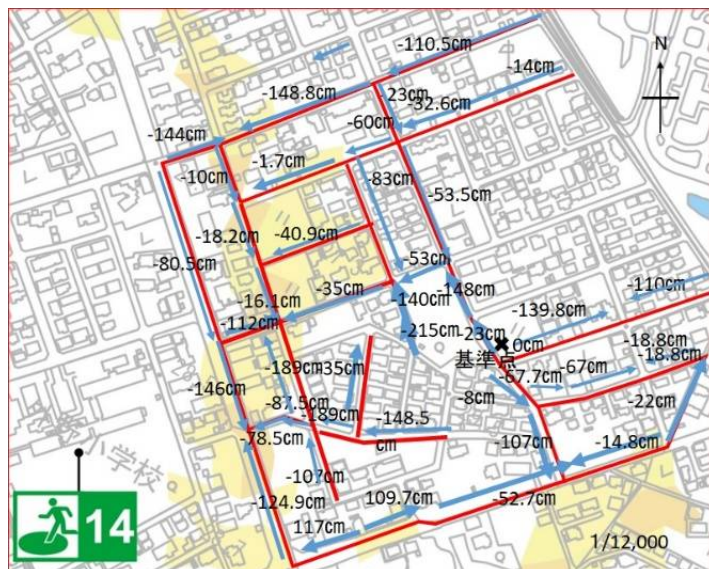 -110.5cm
N
-14cm
-148.8cm
-23cm
-32.6cm
-144cm
-60cm
-10cm
-1.7cm
-83cm
-53.5cm
-18.2cm
-40.9cm
-80.5cm
-53cm
-16.1cm
-35cm
-140cm
-148cm
-110cm
-139.8cm
-112cm
-215cm
-23cm
0cm
-18.8cm
基準点
-18.8cm
-189cm
-35cm
-67.7cm
-67cm
-146cm
-87.5cm
-8cm
-22cm
-189cm
-148.5
cm
-78.5cm
-107cm
-14.8cm
小学校
-107cm
-124.9cm
109.7cm
-52.7cm
14
117cm
1/12,000